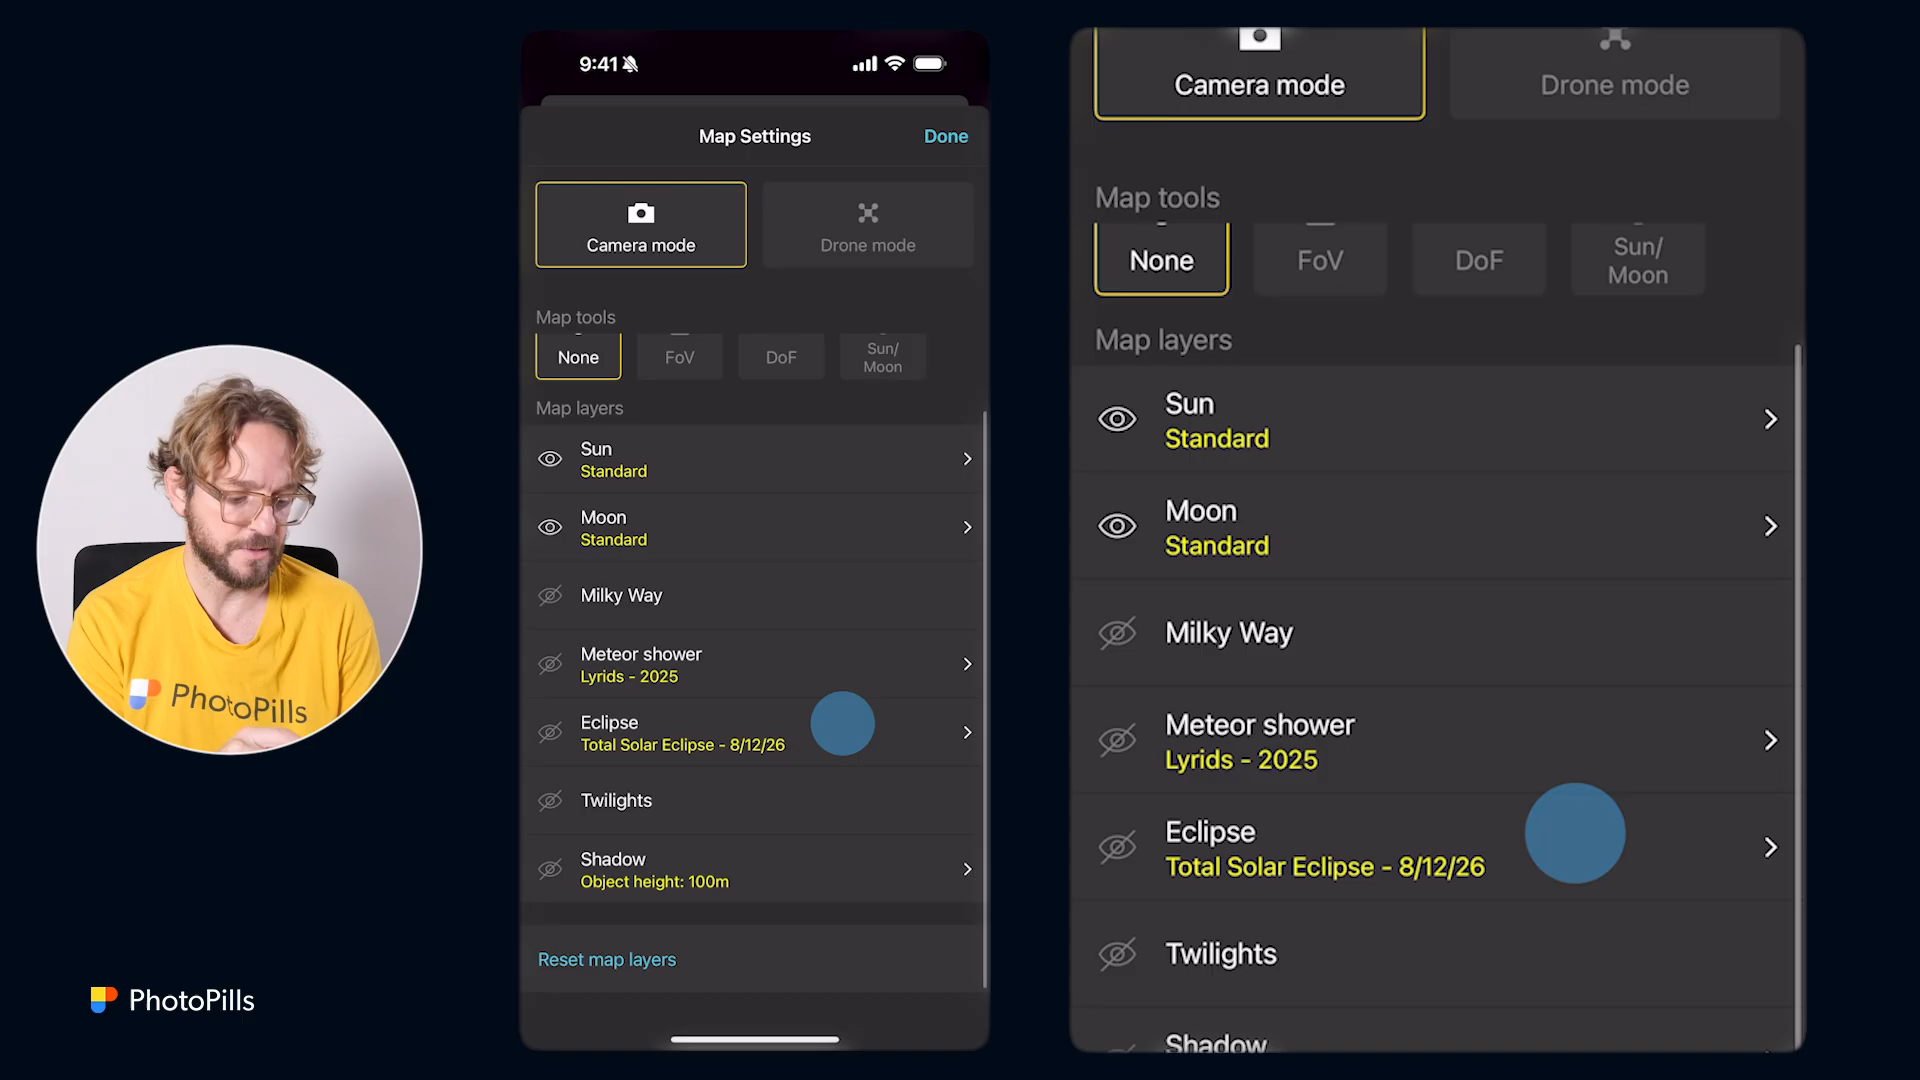 9:41
Map Settings
Done
Camera mode
Drone mode
Map tools
None
FoV
DoF
Sun/
Moon
Map layers
Sun
Standard
Moon
Standard
Milky Way
Meteor shower
Lyrids - 2025
Eclipse
Total Solar Eclipse - 8/12/26
Twilights
Shadow
Object height: 100m
Reset map layers
Camera mode
Drone mode
Map tools
None
FoV
DoF
Sun/
Moon
Map layers
Sun
Standard
Moon
Standard
Milky Way
Meteor shower
Lyrids - 2025
Eclipse
Total Solar Eclipse - 8/12/26
Twilights
Shadow
PhotoPills
PhotoPills